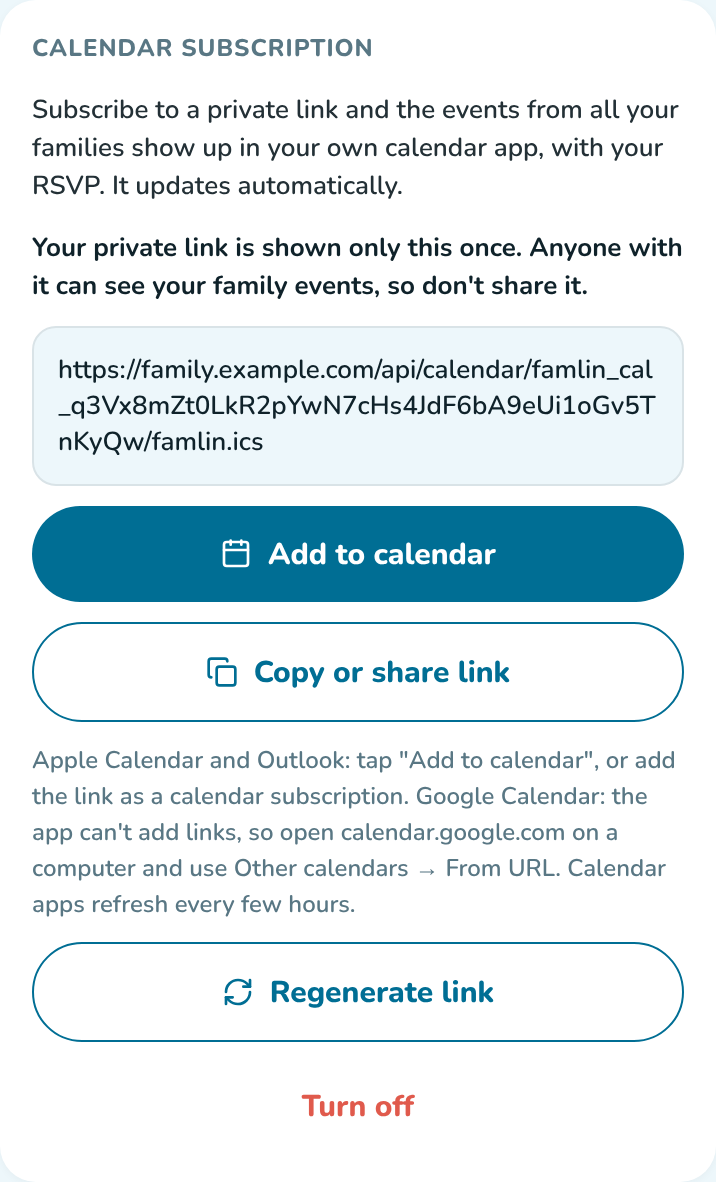 CALENDAR SUBSCRIPTION
Subscribe to a private link and the events from all your
families show up in your own calendar app, with your
RSVP. It updates automatically.
Your private link is shown only this once. Anyone with
it can see your family events, so don't share it.
https://family.example.com/api/calendar/famlin_cal
_q3Vx8mZt0LkR2pYwN7cHs4JdF6bA9eUi1oGv5T
nKyQw/famlin.ics
Add to calendar
Copy or share link
Apple Calendar and Outlook: tap "Add to calendar", or add
the link as a calendar subscription. Google Calendar: the
app can't add links, so open calendar.google.com on a
computer and use Other calendars → From URL. Calendar
apps refresh every few hours.
Regenerate link
Turn off